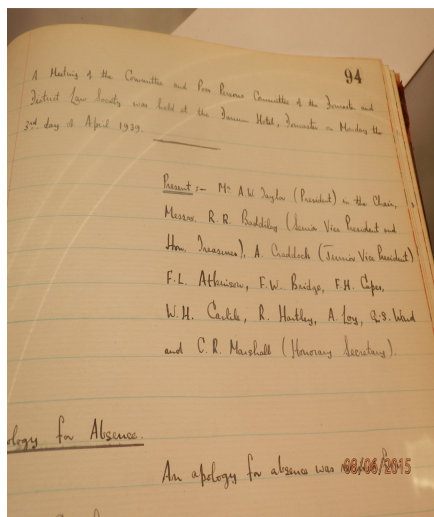 94
A Meeting of the Committee and Poor Persons Committee of the Doncaster and
District Law Society was held at the Danum Hotel, Doncaster on Monday the
3rd day of April 1939.
Present :- Mr. A.W. Taylor (President) in the Chair,
Messrs. R.R. (Senior Vice President and
Hon. Treasurer), A. Craddock (Junior Vice President)
F.L. Atkinson, E.W. Bridge, F.H.
W.H. Carlile, R. Hartley, A. Loy, Ward
and C.R. Marshall (Honorary Secretary).
ology for Absence.
An apology for absence was
08/06/2015